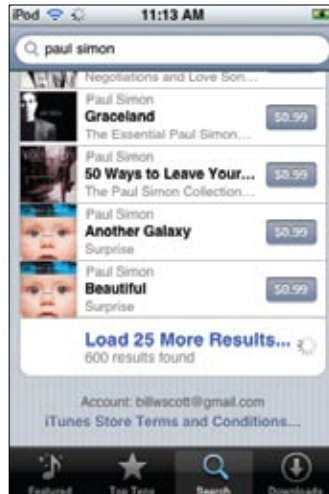 iPod 11:13 AM
paul simon
Negotiations and Love Son...
Paul Simon
Graceland
The Essential Paul Simon...
$0.99
Paul Simon
50 Ways to Leave Your...
The Paul Simon Collection...
$0.99
Paul Simon
Another Galaxy
Surprise
$0.99
Paul Simon
Beautiful
Surprise
$0.99
Load 25 More Results...
600 results found
Account: billwscott@gmail.com
iTunes Store Terms and Conditions...
Featured Top Tens Search Downloads